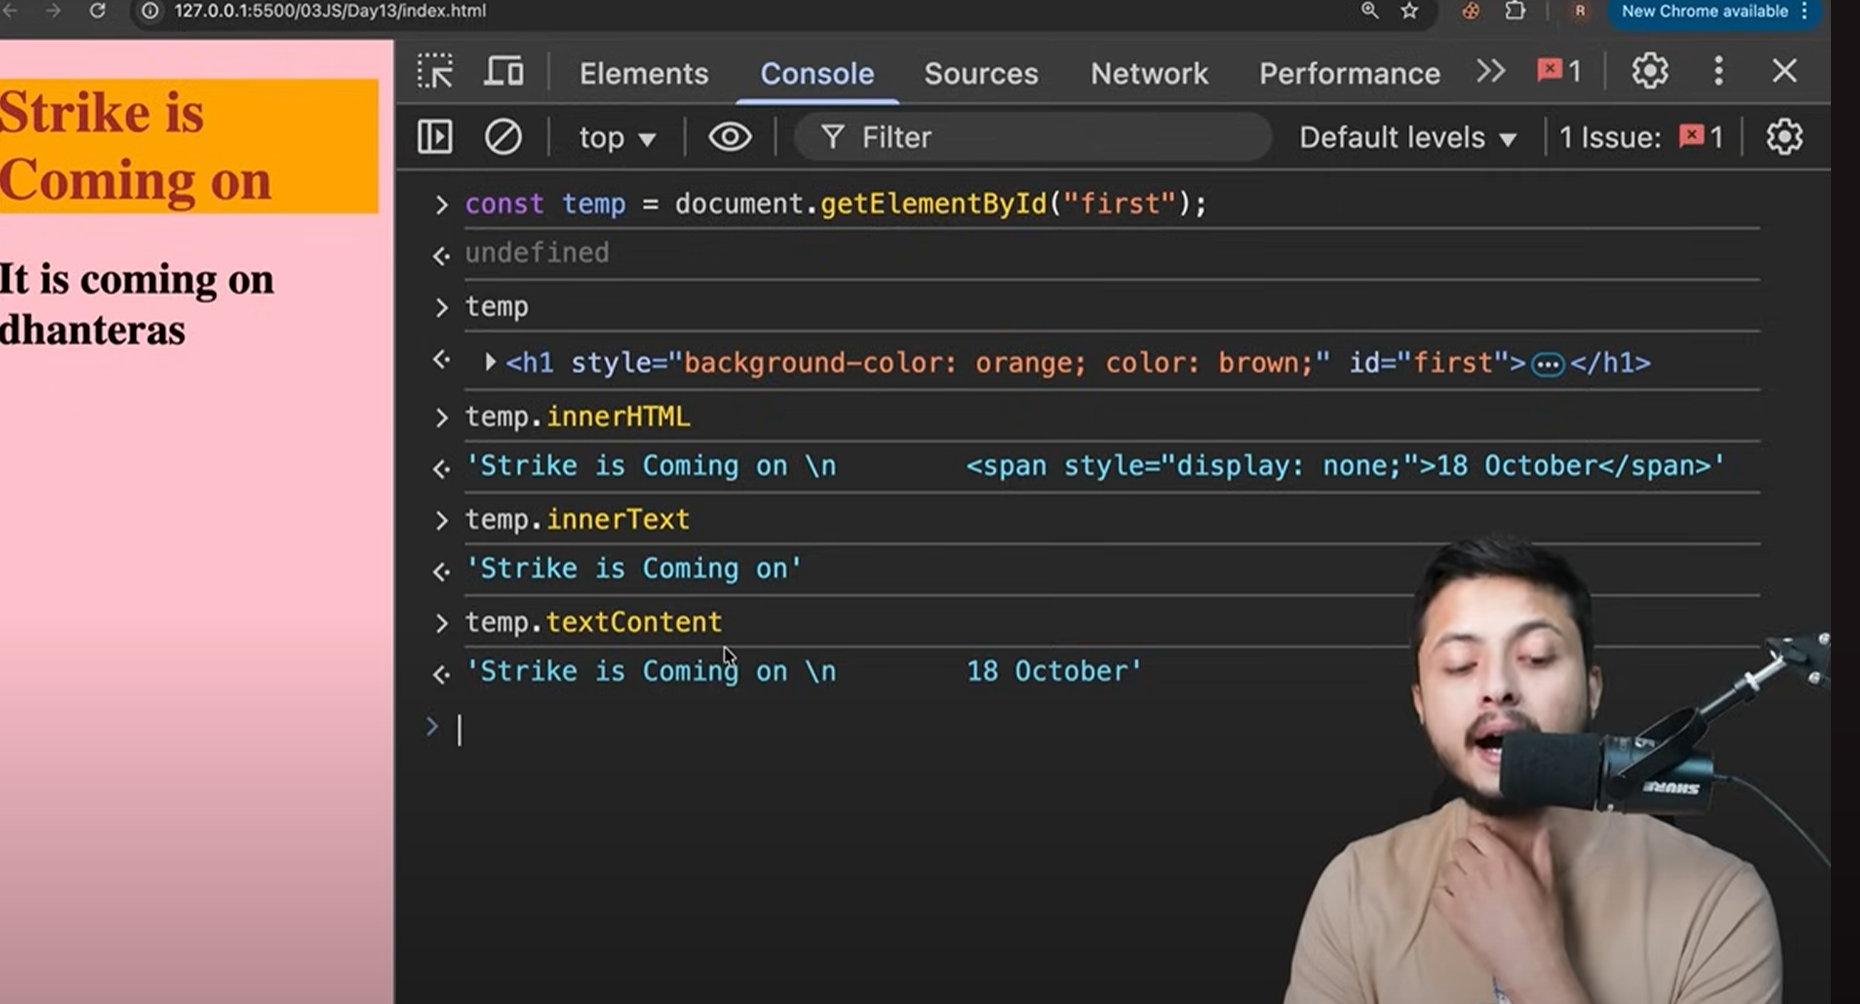 127.0.0.1:5500/03JS/Day13/index.html
R
New Chrome available
Strike is
Coming on
It is coming on
dhanteras
Elements Console Sources Network Performance 1
top Filter Default levels 1 Issue: 1
const temp = document.getElementById("first");
undefined
temp
<h1 style="background-color: orange; color: brown;" id="first">…</h1>
temp.innerHTML
'Strike is Coming on \n        <span style="display: none;">18 October</span>'
temp.innerText
'Strike is Coming on'
temp.textContent
'Strike is Coming on \n        18 October'
SHURE